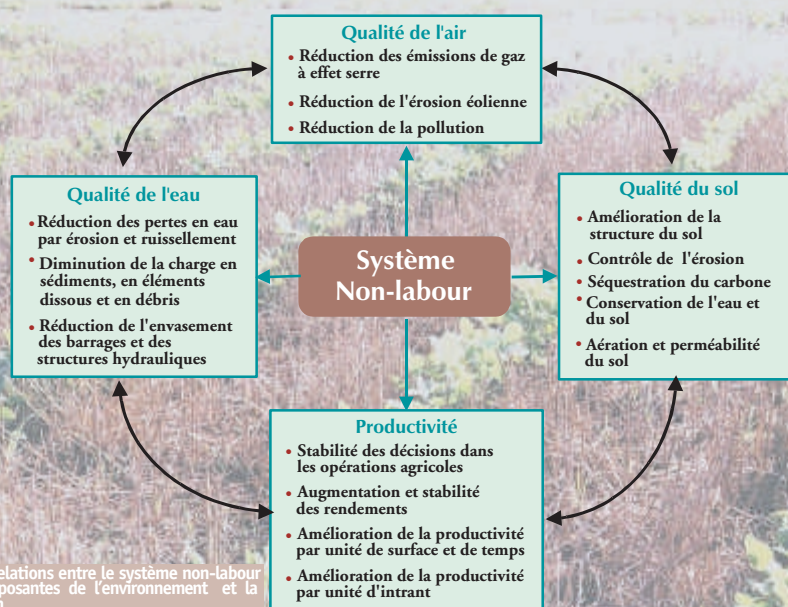 Qualité de l'air
• Réduction des émissions de gaz
à effet serre
• Réduction de l'érosion éolienne
• Réduction de la pollution
Qualité de l'eau
• Réduction des pertes en eau
par érosion et ruissellement
• Diminution de la charge en
sédiments, en éléments
dissous et en débris
• Réduction de l'envasement
des barrages et des
structures hydrauliques
Système
Non-labour
Qualité du sol
• Amélioration de la
structure du sol
• Contrôle de l'érosion
• Séquestration du carbone
• Conservation de l'eau et
du sol
• Aération et perméabilité
du sol
Productivité
• Stabilité des décisions dans
les opérations agricoles
• Augmentation et stabilité
des rendements
• Amélioration de la productivité
par unité de surface et de temps
• Amélioration de la productivité
par unité d'intrant
elations entre le système non-labour
posantes de l'environnement et la